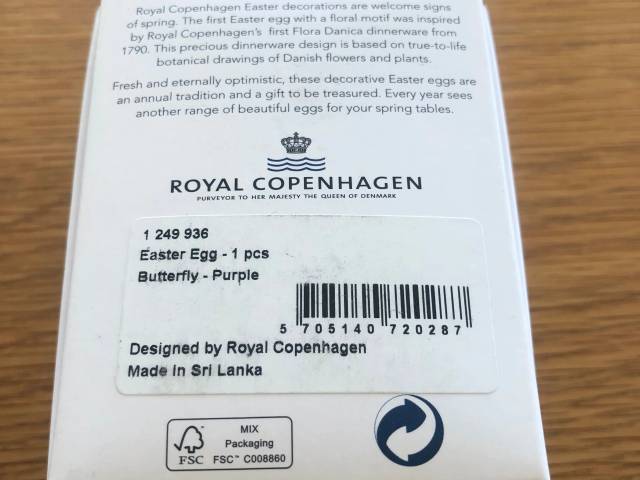 Royal Copenhagen Easter decorations are welcome signs
of spring. The first Easter egg with a floral motif was inspired
by Royal Copenhagen's first Flora Danica dinnerware from
1790. This precious dinnerware design is based on true-to-life
botanical drawings of Danish flowers and plants.
Fresh and eternally optimistic, these decorative Easter eggs are
an annual tradition and a gift to be treasured. Every year sees
another range of beautiful eggs for your spring tables.
ROYAL COPENHAGEN
PURVEYOR TO HER MAJESTY THE QUEEN OF DENMARK
1 249 936
Easter Egg - 1 pcs
Butterfly - Purple
5 705140 720287
Designed by Royal Copenhagen
Made in Sri Lanka
FSC
MIX
Packaging
FSC™ C008860